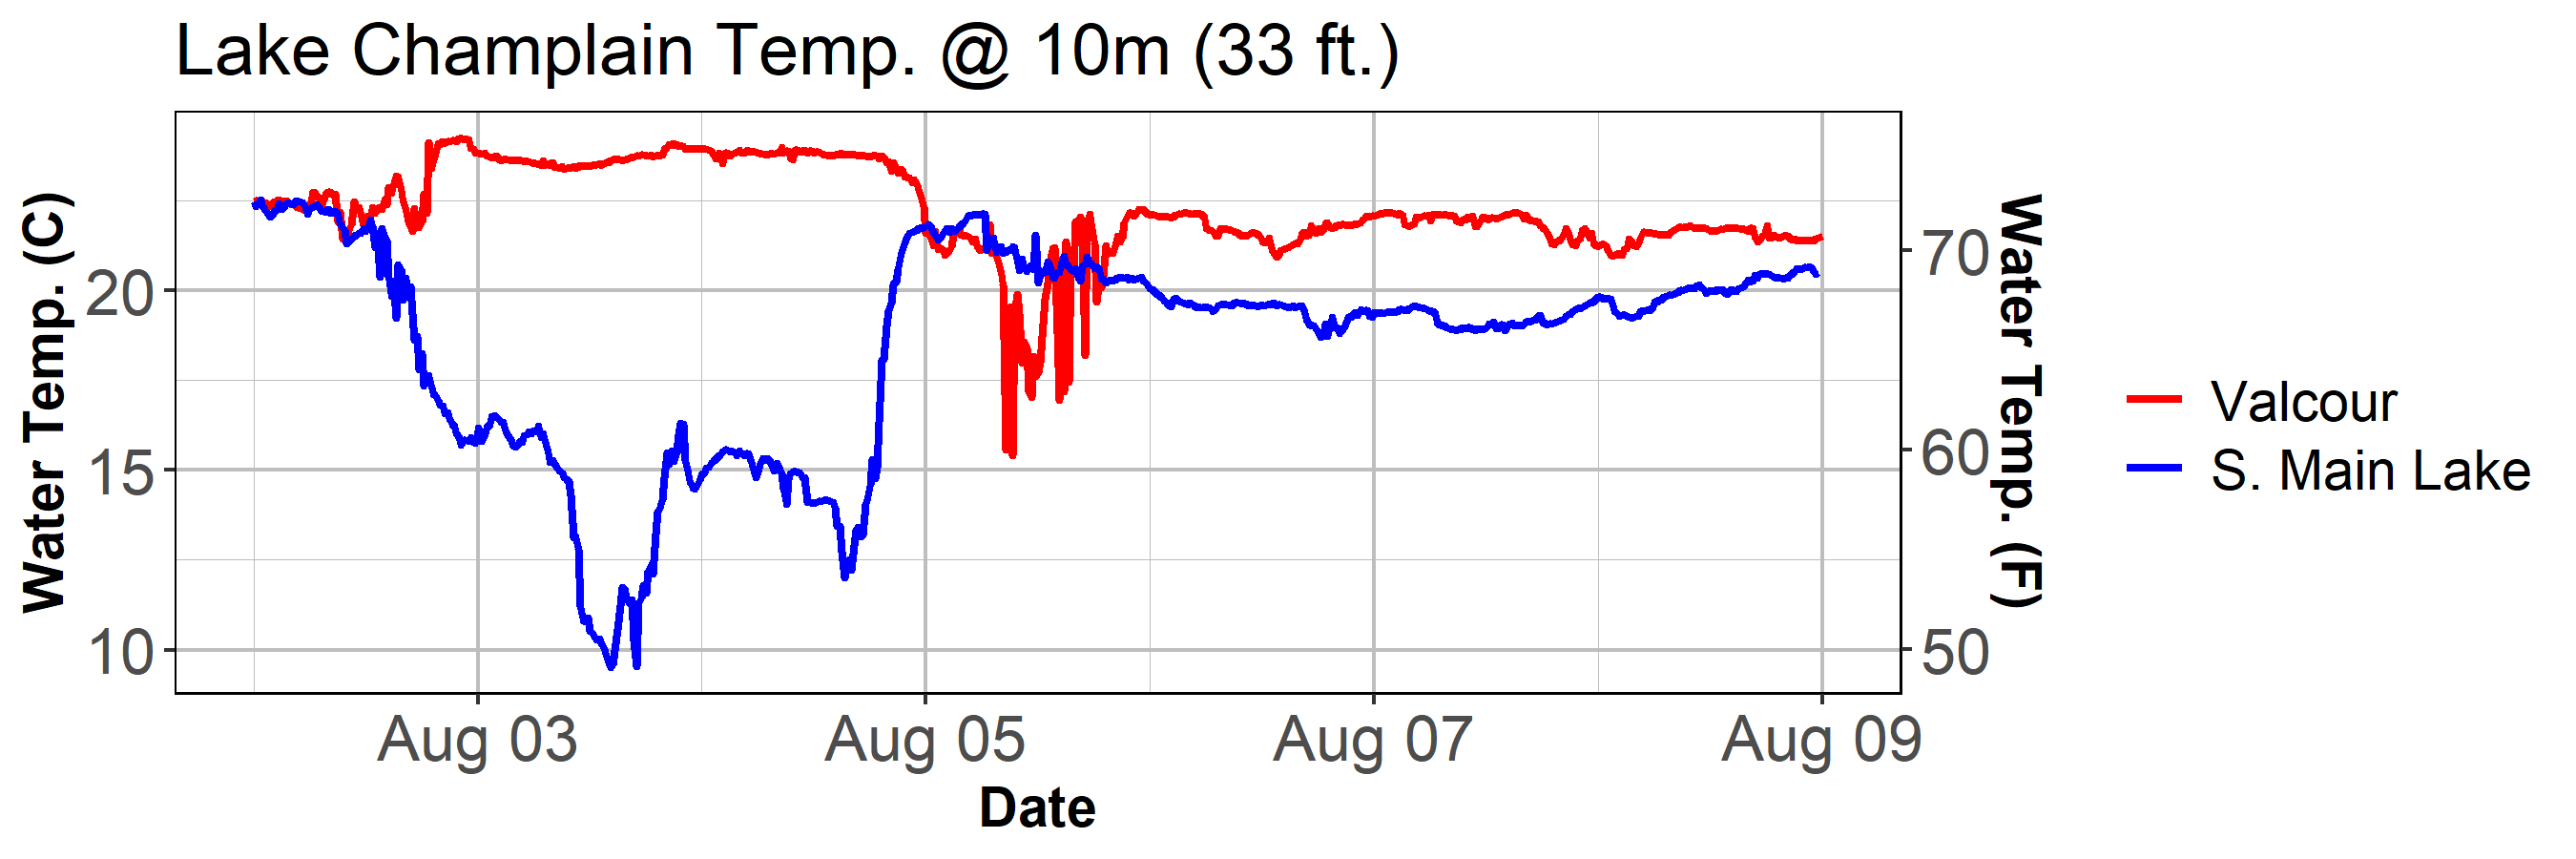 Lake Champlain Temp. @ 10m (33 ft.)
Water Temp. (C)
20
15
10
Water Temp. (F)
70
60
50
Aug 03
Aug 05
Aug 07
Aug 09
Date
Valcour
S. Main Lake